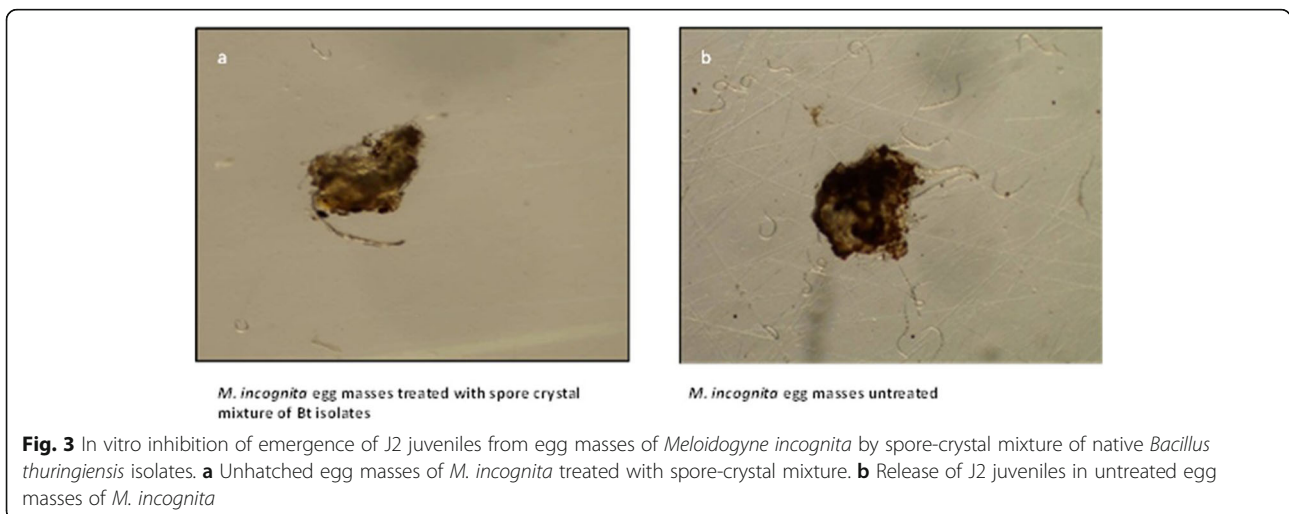 a
b
M. incognita egg masses treated with spore crystal
mixture of Bt isolates
M. incognita egg masses untreated
Fig. 3 In vitro inhibition of emergence of J2 juveniles from egg masses of Meloidogyne incognita by spore-crystal mixture of native Bacillus
thuringiensis isolates. a Unhatched egg masses of M. incognita treated with spore-crystal mixture. b Release of J2 juveniles in untreated egg
masses of M. incognita